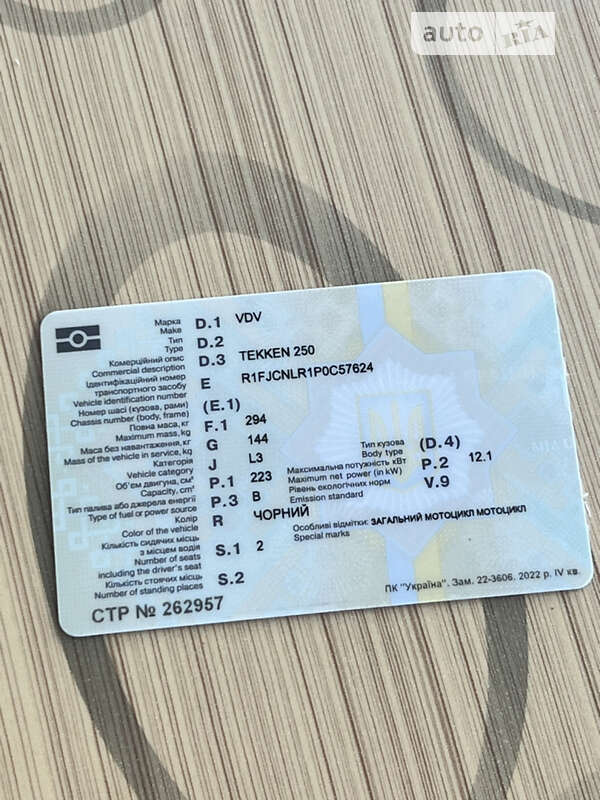 auto RIA
Марка D.1 VDV
Make
Тип D.2
Type
Комерційний опис D.3 TEKKEN 250
Commercial description
Ідентифікаційний номер E R1FJCNLR1P0C57624
транспортного засобу
Vehicle identification number
Номер шасі (кузова, рами) (E.1)
Chassis number (body, frame)
Повна маса, кг F.1 294
Maximum mass, kg
Маса без навантаження, кг G 144
Mass of the vehicle in service, kg
Категорія J L3
Vehicle category
Об'єм двигуна, см³ P.1 223
Capacity, cm³
Тип палива або джерела енергії P.3 B
Type of fuel or power source
Колір R ЧОРНИЙ
Color of the vehicle
Кількість сидячих місць S.1 2
з місцем водія
Number of seats
including the driver's seat
Кількість стоячих місць S.2
Number of standing places
Тип кузова (D.4)
Body type
Максимальна потужність кВт P.2 12.1
Maximum net power (in kW)
Рівень екологічних норм V.9
Emission standard
Особливі відмітки: ЗАГАЛЬНИЙ МОТОЦИКЛ МОТОЦИКЛ
Special marks
СТР № 262957
ПК "Україна". Зам. 22-3606. 2022 р. IV кв.